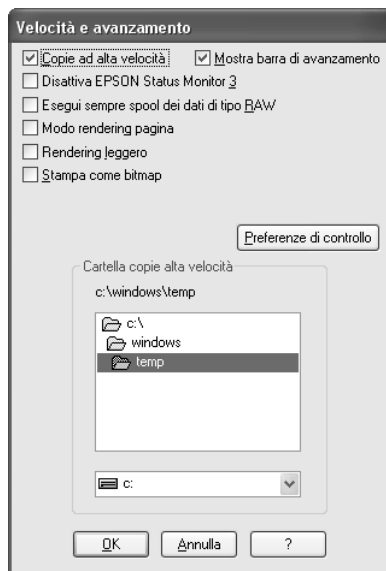 Velocità e avanzamento
Copie ad alta velocità Mostra barra di avanzamento
Disattiva EPSON Status Monitor 3
Esegui sempre spool dei dati di tipo RAW
Modo rendering pagina
Rendering leggero
Stampa come bitmap
Preferenze di controllo
Cartella copie alta velocità
c:\windows\temp
c:\
windows
temp
c:
OK Annulla ?